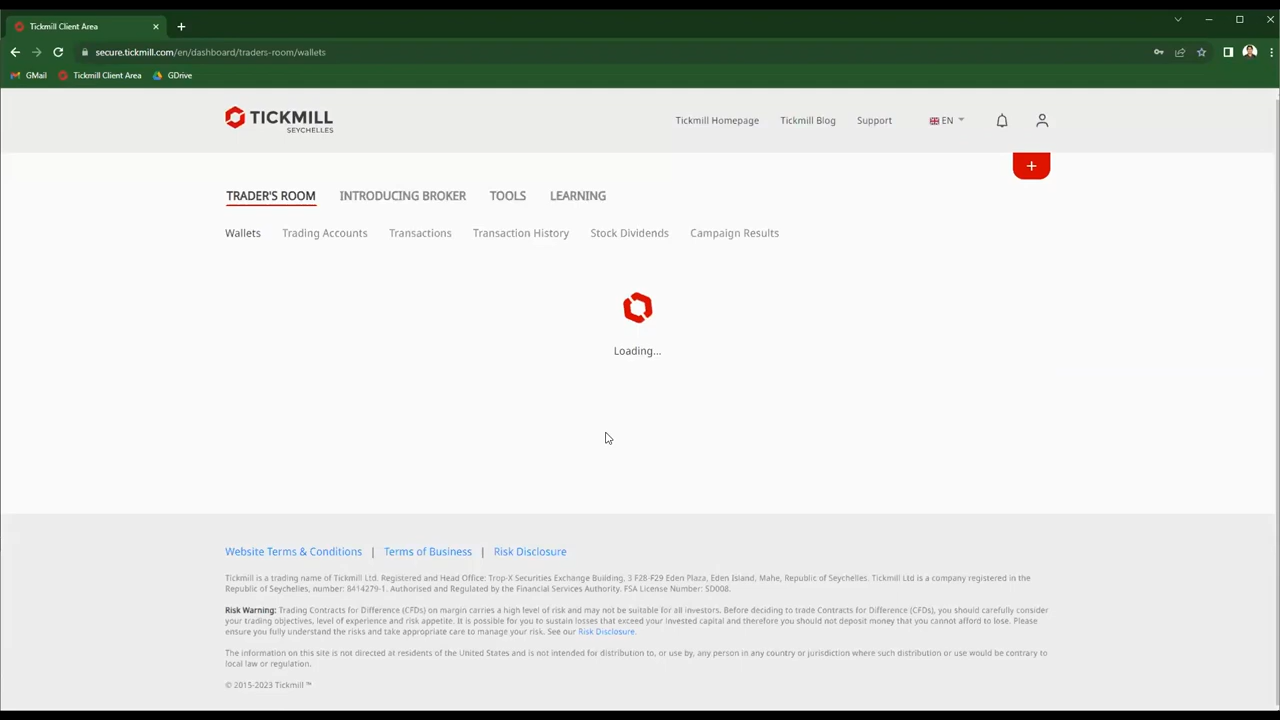 Tickmill Client Area
secure.tickmill.com/en/dashboard/traders-room/wallets
GMail Tickmill Client Area GDrive
TICKMILL
SEYCHELLES
Tickmill Homepage Tickmill Blog Support EN
TRADER'S ROOM INTRODUCING BROKER TOOLS LEARNING
Wallets Trading Accounts Transactions Transaction History Stock Dividends Campaign Results
Loading...
Website Terms & Conditions | Terms of Business | Risk Disclosure
Tickmill is a trading name of Tickmill Ltd. Registered and Head Office: Trop-X Securities Exchange Building, 3 F28-F29 Eden Plaza, Eden Island, Mahe, Republic of Seychelles. Tickmill Ltd is a company registered in the
Republic of Seychelles, number: 8414279-1. Authorised and Regulated by the Financial Services Authority. FSA License Number: SD008.
Risk Warning: Trading Contracts for Difference (CFDs) on margin carries a high level of risk and may not be suitable for all investors. Before deciding to trade Contracts for Difference (CFDs), you should carefully consider
your trading objectives, level of experience and risk appetite. It is possible for you to sustain losses that exceed your invested capital and therefore you should not deposit money that you cannot afford to lose. Please
ensure you fully understand the risks and take appropriate care to manage your risk. See our Risk Disclosure.
The information on this site is not directed at residents of the United States and is not intended for distribution to, or use by, any person in any country or jurisdiction where such distribution or use would be contrary to
local law or regulation.
© 2015-2023 Tickmill ™